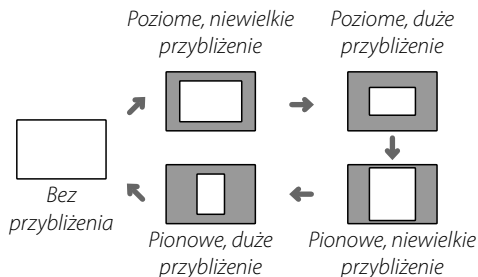 Poziome, niewielkie
przybliżenie
Poziome, duże
przybliżenie
Bez
przybliżenia
Pionowe, duże
przybliżenie
Pionowe, niewielkie
przybliżenie